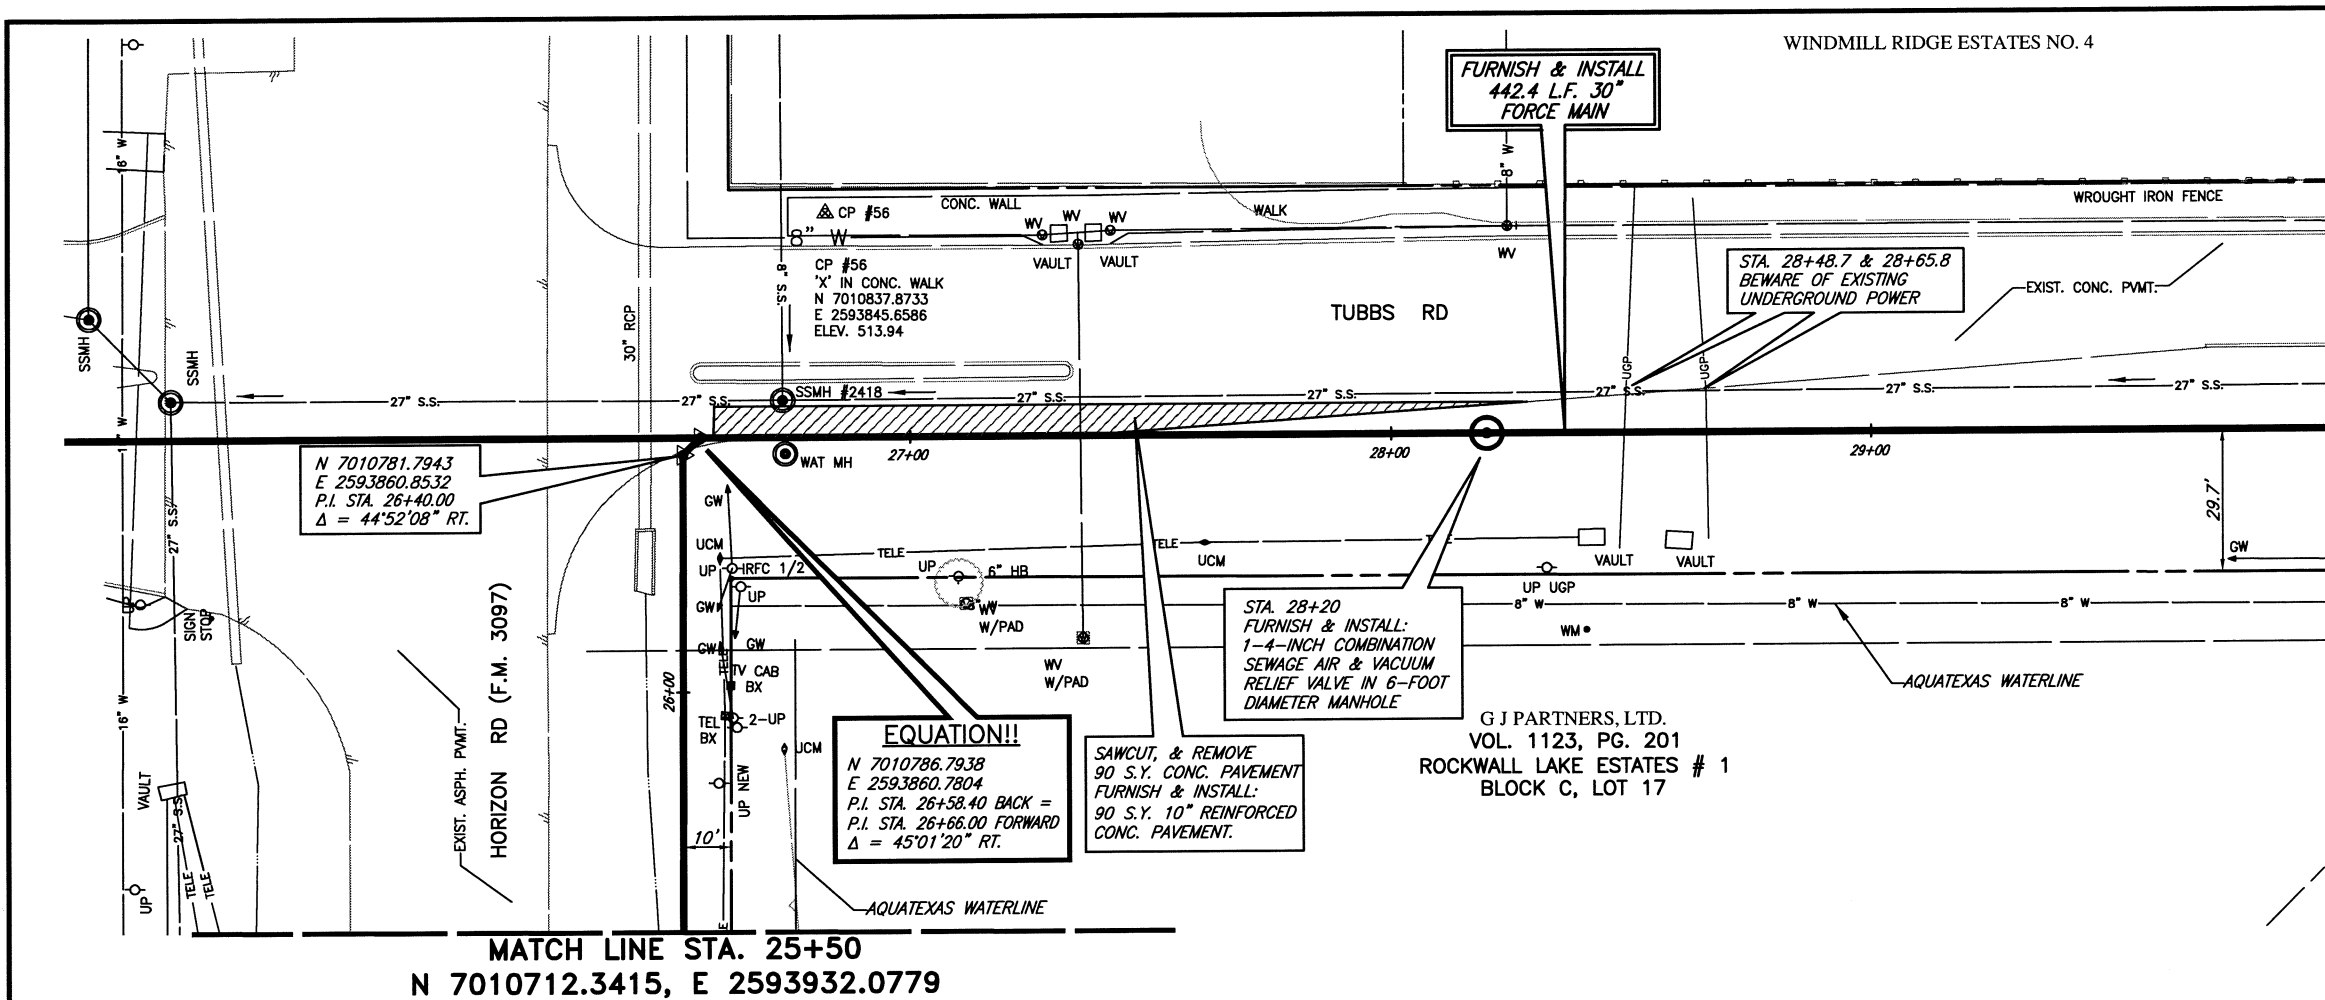 WINDMILL RIDGE ESTATES NO. 4
FURNISH & INSTALL
442.4 L.F. 30"
FORCE MAIN
8" W
WROUGHT IRON FENCE
CP #56
CONC. WALL
WV
WV
WV
WALK
WV
8" W
8" S.S.
CP #56
'X' IN CONC. WALK
N 7010837.8733
E 2593845.6586
ELEV. 513.94
VAULT
VAULT
TUBBS RD
STA. 28+48.7 & 28+65.8
BEWARE OF EXISTING
UNDERGROUND POWER
EXIST. CONC. PVMT.
30" RCP
SSMH
SSMH
SSMH #2418
UGP
UGP
27" S.S.
27" S.S.
27" S.S.
27" S.S.
27" S.S.
27" S.S.
27" S.S.
N 7010781.7943
E 2593860.8532
P.I. STA. 26+40.00
Δ = 44°52'08" RT.
WAT MH
27+00
28+00
29+00
29.7'
27" S.S.
GW
UCM
TELE
TELE
UCM
VAULT
VAULT
GW
UP
IRFC 1/2
UP
6" HB
UP UGP
UP
GW
W/PAD
8" W
8" W
8" W
WM
SIGN
STOP
HORIZON RD (F.M. 3097)
GW
GW
TELE
TV CAB
BX
WV
W/PAD
STA. 28+20
FURNISH & INSTALL:
1-4-INCH COMBINATION
SEWAGE AIR & VACUUM
RELIEF VALVE IN 6-FOOT
DIAMETER MANHOLE
AQUATEXAS WATERLINE
26+00
16" W
16" W
TEL
BX
2-UP
UCM
EQUATION!!
N 7010786.7938
E 2593860.7804
P.I. STA. 26+58.40 BACK =
P.I. STA. 26+66.00 FORWARD
Δ = 45°01'20" RT.
SAWCUT, & REMOVE
90 S.Y. CONC. PAVEMENT
FURNISH & INSTALL:
90 S.Y. 10" REINFORCED
CONC. PAVEMENT.
G J PARTNERS, LTD.
VOL. 1123, PG. 201
ROCKWALL LAKE ESTATES # 1
BLOCK C, LOT 17
EXIST. ASPH. PVMT.
VAULT
27" S.S.
UP NEW
10'
TELE
TELE
UP
AQUATEXAS WATERLINE
MATCH LINE STA. 25+50
N 7010712.3415, E 2593932.0779